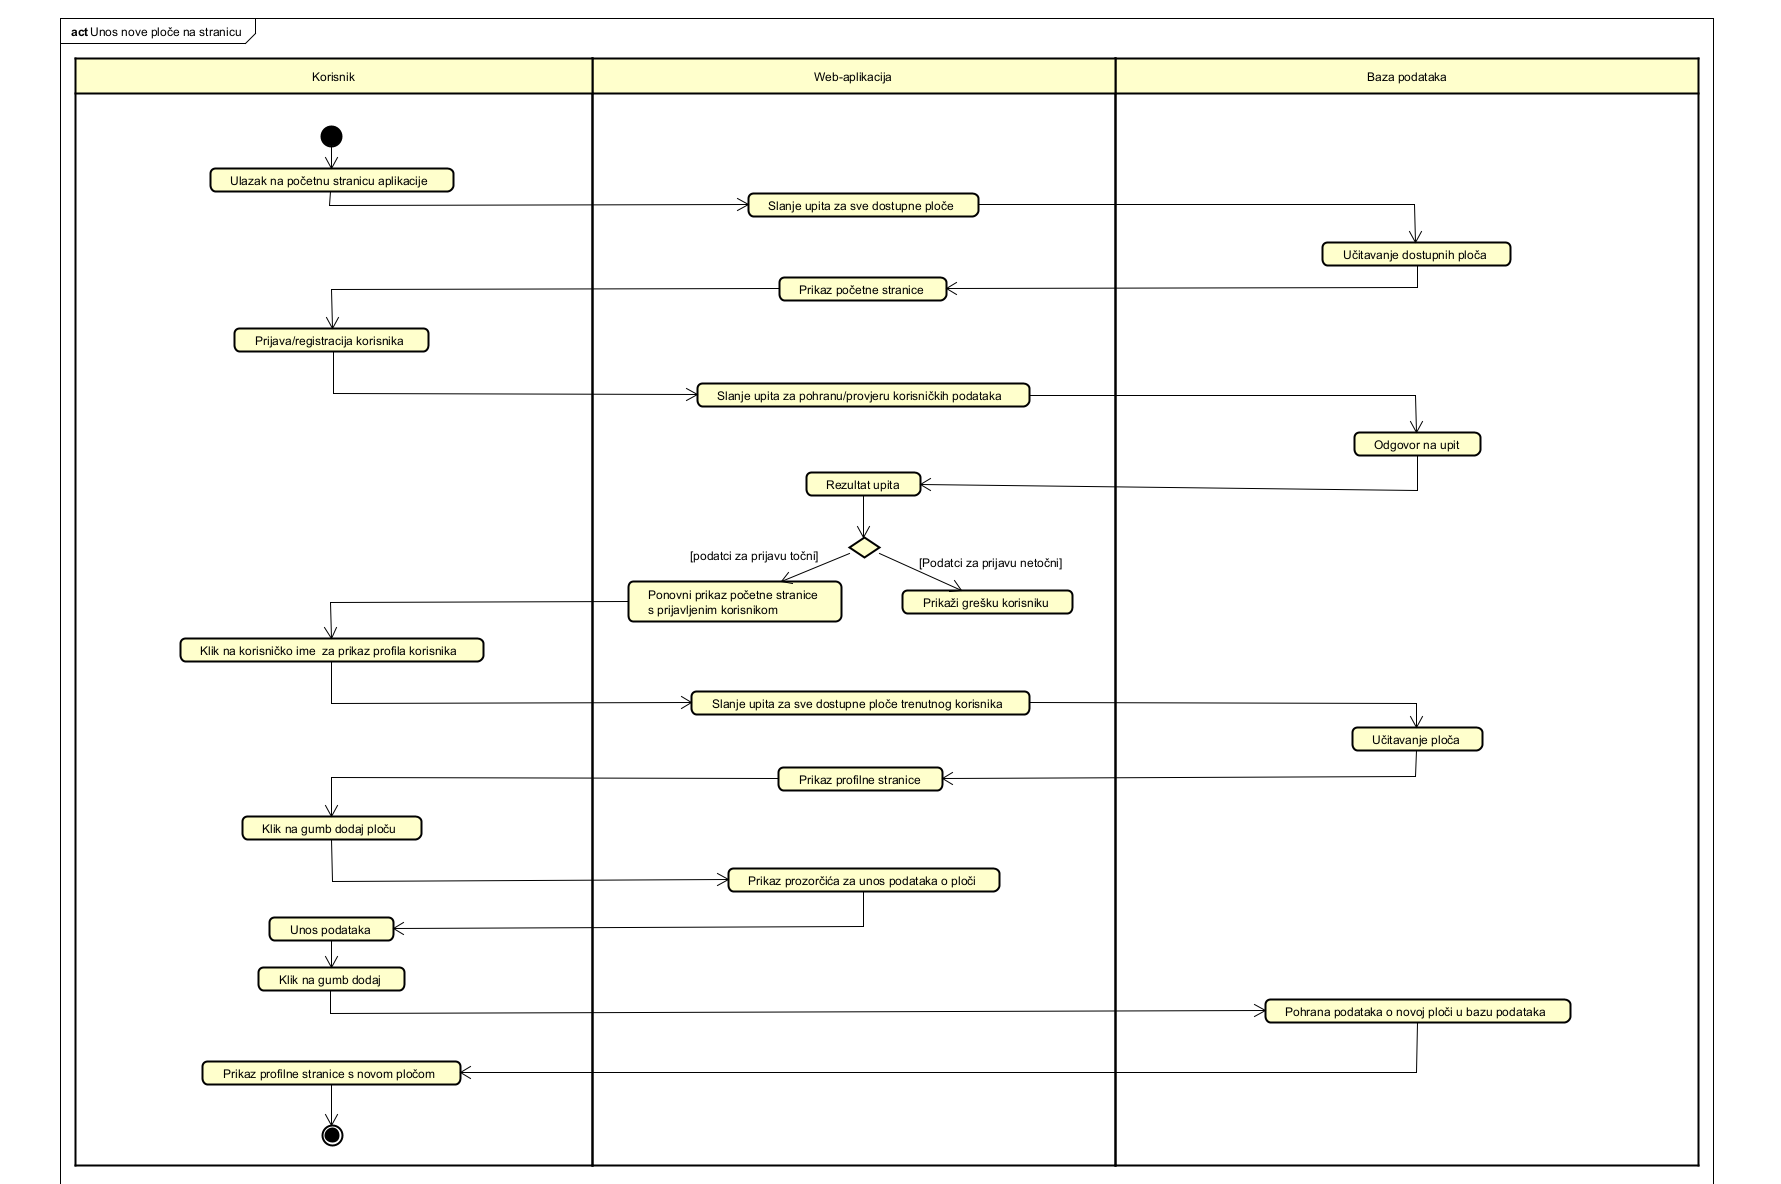 act Unos nove ploče na stranicu
Korisnik
Web-aplikacija
Baza podataka
Ulazak na početnu stranicu aplikacije
Slanje upita za sve dostupne ploče
Učitavanje dostupnih ploča
Prikaz početne stranice
Prijava/registracija korisnika
Slanje upita za pohranu/provjeru korisničkih podataka
Odgovor na upit
Rezultat upita
[podatci za prijavu točni]
[Podatci za prijavu netočni]
Ponovni prikaz početne stranice
s prijavljenim korisnikom
Prikaži grešku korisniku
Klik na korisničko ime  za prikaz profila korisnika
Slanje upita za sve dostupne ploče trenutnog korisnika
Učitavanje ploča
Prikaz profilne stranice
Klik na gumb dodaj ploču
Prikaz prozorčića za unos podataka o ploči
Unos podataka
Klik na gumb dodaj
Pohrana podataka o novoj ploči u bazu podataka
Prikaz profilne stranice s novom pločom